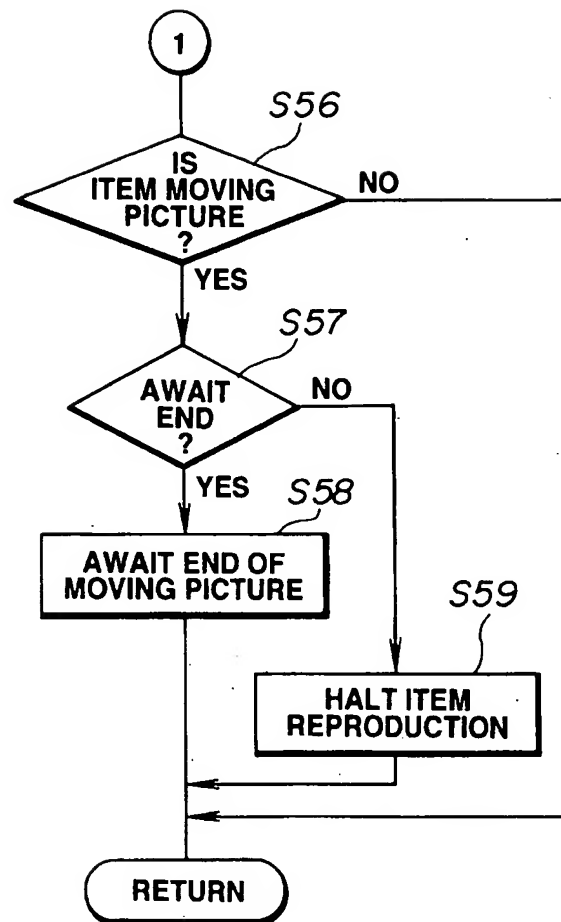 1
S56
IS
ITEM MOVING
PICTURE
?
NO
YES
S57
AWAIT
END
?
NO
YES
S58
AWAIT END OF
MOVING PICTURE
S59
HALT ITEM
REPRODUCTION
RETURN